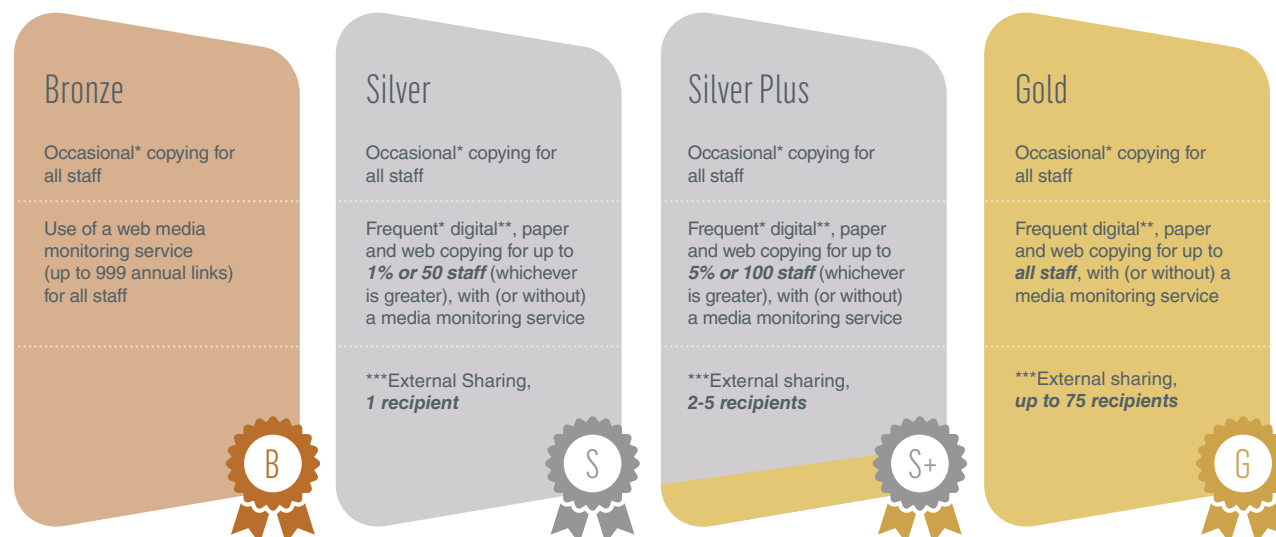 Bronze
Occasional* copying for
all staff
Use of a web media
monitoring service
(up to 999 annual links)
for all staff
B
Silver
Occasional* copying for
all staff
Frequent* digital**, paper
and web copying for up to
1% or 50 staff (whichever
is greater), with (or without)
a media monitoring service
***External Sharing,
1 recipient
S
Silver Plus
Occasional* copying for
all staff
Frequent* digital**, paper
and web copying for up to
5% or 100 staff (whichever
is greater), with (or without)
a media monitoring service
***External sharing,
2-5 recipients
S+
Gold
Occasional* copying for
all staff
Frequent digital**, paper
and web copying for up to
all staff, with (or without) a
media monitoring service
***External sharing,
up to 75 recipients
G